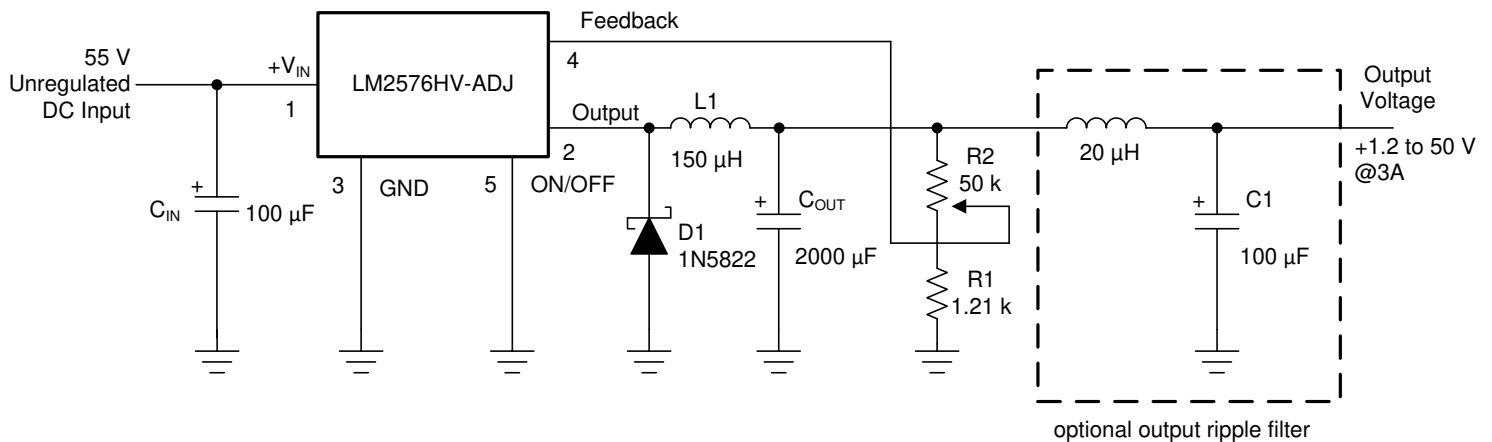 Feedback
55 V
Unregulated
DC Input
+VIN
1
LM2576HV-ADJ
4
Output
2
L1
150 µH
3
GND
5
ON/OFF
+
CIN
100 µF
D1
1N5822
+
COUT
2000 µF
R2
50 k
R1
1.21 k
20 µH
+
C1
100 µF
Output
Voltage
+1.2 to 50 V
@3A
optional output ripple filter